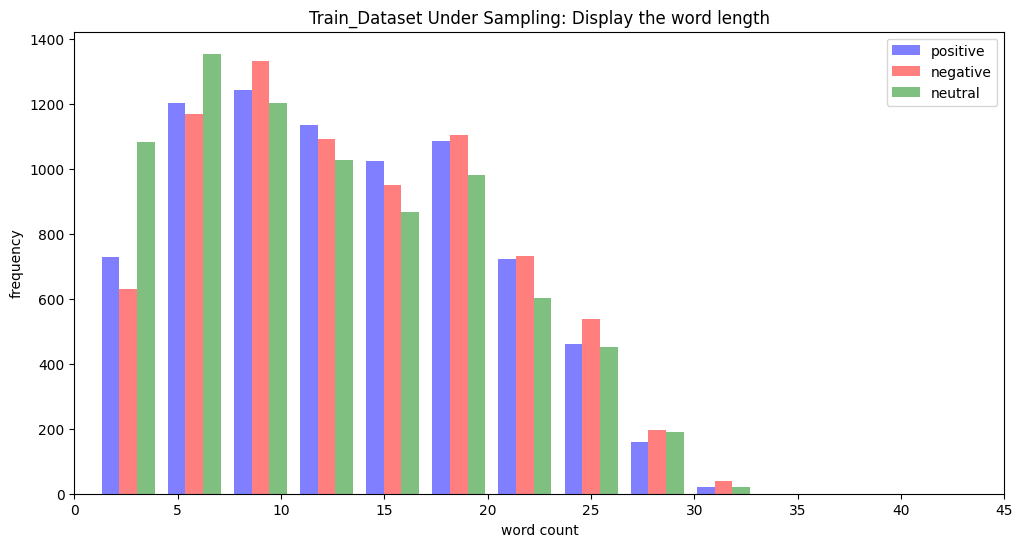 Train_Dataset Under Sampling: Display the word length
1400
1200
1000
800
600
400
200
0
frequency
positive
negative
neutral
0 5 10 15 20 25 30 35 40 45
word count